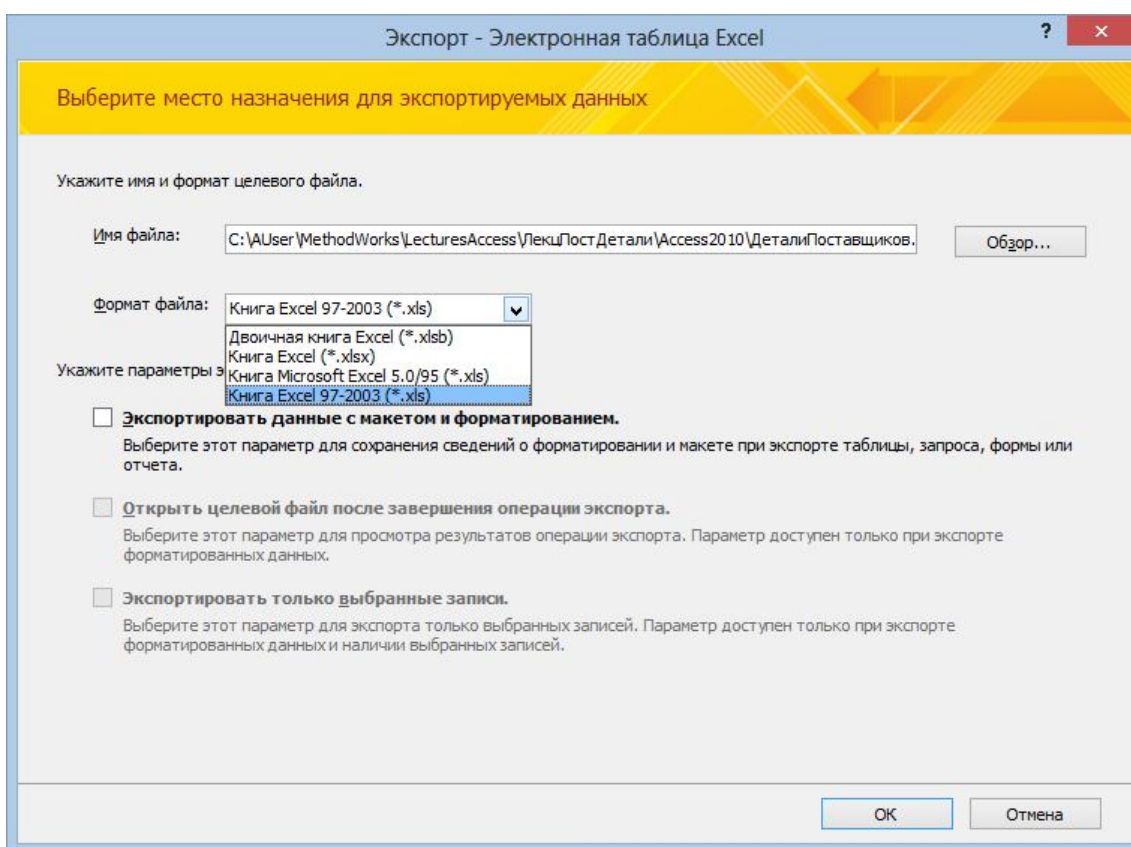 Экспорт - Электронная таблица Excel
?
×
Выберите место назначения для экспортируемых данных
Укажите имя и формат целевого файла.
Имя файла:
C:\AUser\MethodWorks\LecturesAccess\ЛекцПостДетали\Access2010\ДеталиПоставщиков.
Обзор...
Формат файла:
Книга Excel 97-2003 (*.xls)
Двоичная книга Excel (*.xlsb)
Книга Excel (*.xlsx)
Укажите параметры э
Книга Microsoft Excel 5.0/95 (*.xls)
Книга Excel 97-2003 (*.xls)
Экспортировать данные с макетом и форматированием.
Выберите этот параметр для сохранения сведений о форматировании и макете при экспорте таблицы, запроса, формы или
отчета.
Открыть целевой файл после завершения операции экспорта.
Выберите этот параметр для просмотра результатов операции экспорта. Параметр доступен только при экспорте
форматированных данных.
Экспортировать только выбранные записи.
Выберите этот параметр для экспорта только выбранных записей. Параметр доступен только при экспорте
форматированных данных и наличии выбранных записей.
ОК
Отмена